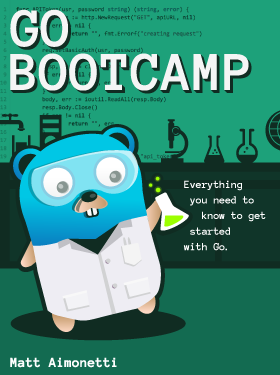 GO
BOOTCAMP
Everything
you need to
know to get
started
with Go.
Matt Aimonetti